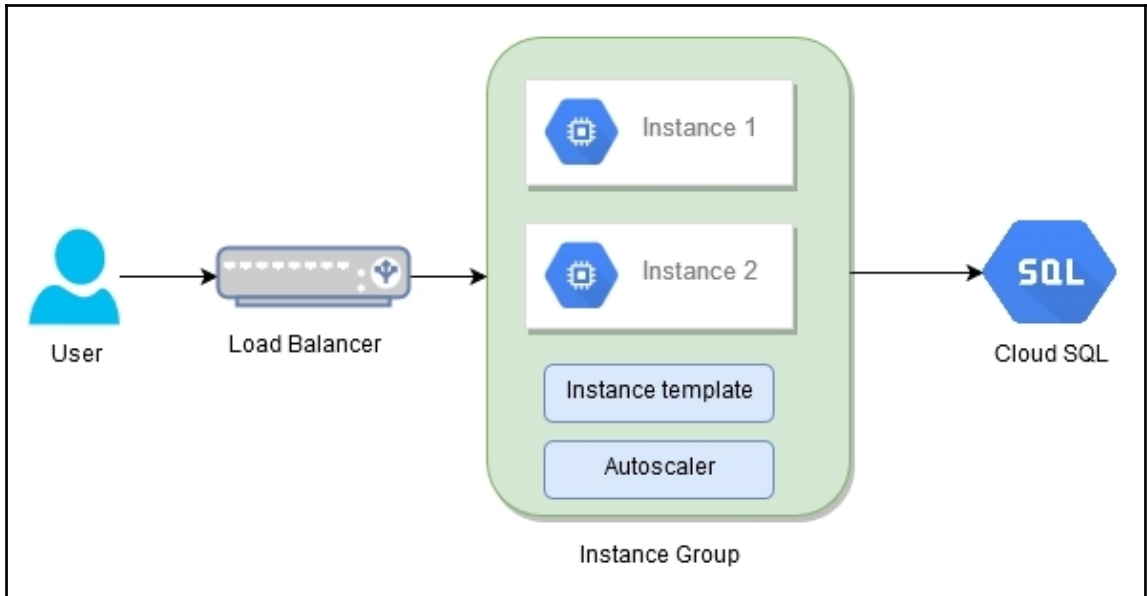 Instance 1
Instance 2
SQL
User
Load Balancer
Cloud SQL
Instance template
Autoscaler
Instance Group